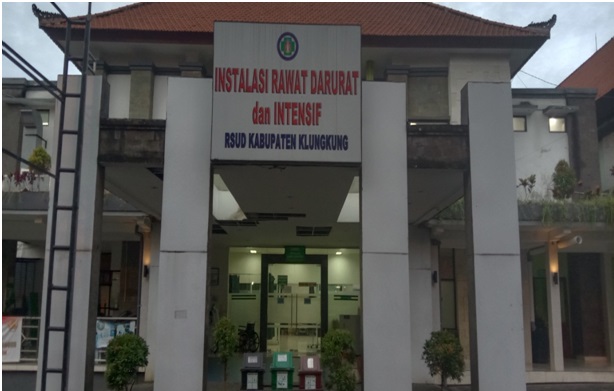 INSTALASI RAWAT DARURAT
dan INTENSIF
RSUD KABUPATEN KLUNGKUNG